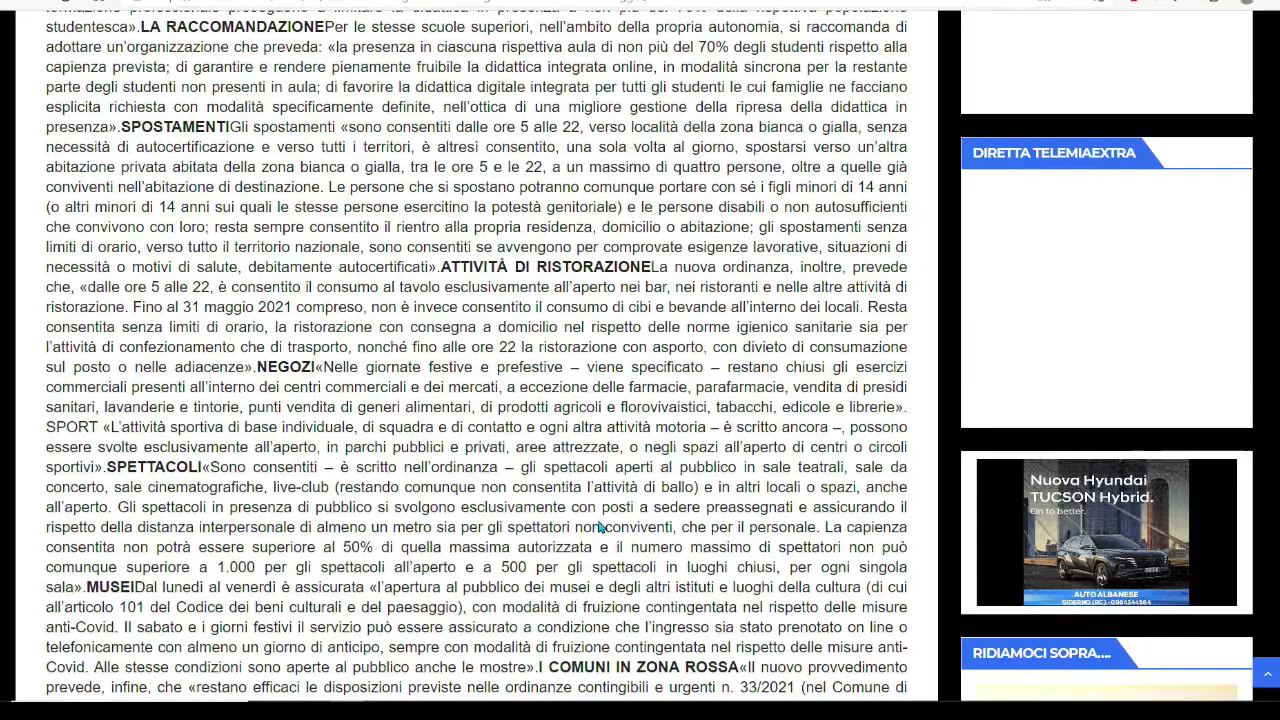 studentesca».LA RACCOMANDAZIONEPer le stesse scuole superiori, nell’ambito della propria autonomia, si raccomanda di
adottare un’organizzazione che preveda: «la presenza in ciascuna rispettiva aula di non più del 70% degli studenti rispetto alla
capienza prevista; di garantire e rendere pienamente fruibile la didattica integrata online, in modalità sincrona per la restante
parte degli studenti non presenti in aula; di favorire la didattica digitale integrata per tutti gli studenti le cui famiglie ne facciano
esplicita richiesta con modalità specificamente definite, nell’ottica di una migliore gestione della ripresa della didattica in
presenza».SPOSTAMENTIGli spostamenti «sono consentiti dalle ore 5 alle 22, verso località della zona bianca o gialla, senza
necessità di autocertificazione e verso tutti i territori, è altresì consentito, una sola volta al giorno, spostarsi verso un’altra
abitazione privata abitata della zona bianca o gialla, tra le ore 5 e le 22, a un massimo di quattro persone, oltre a quelle già
conviventi nell’abitazione di destinazione. Le persone che si spostano potranno comunque portare con sé i figli minori di 14 anni
(o altri minori di 14 anni sui quali le stesse persone esercitino la potestà genitoriale) e le persone disabili o non autosufficienti
che convivono con loro; resta sempre consentito il rientro alla propria residenza, domicilio o abitazione; gli spostamenti senza
limiti di orario, verso tutto il territorio nazionale, sono consentiti se avvengono per comprovate esigenze lavorative, situazioni di
necessità o motivi di salute, debitamente autocertificati».ATTIVITÀ DI RISTORAZIONELa nuova ordinanza, inoltre, prevede
che, «dalle ore 5 alle 22, è consentito il consumo al tavolo esclusivamente all’aperto nei bar, nei ristoranti e nelle altre attività di
ristorazione. Fino al 31 maggio 2021 compreso, non è invece consentito il consumo di cibi e bevande all’interno dei locali. Resta
consentita senza limiti di orario, la ristorazione con consegna a domicilio nel rispetto delle norme igienico sanitarie sia per
l’attività di confezionamento che di trasporto, nonché fino alle ore 22 la ristorazione con asporto, con divieto di consumazione
sul posto o nelle adiacenze».NEGOZI«Nelle giornate festive e prefestive – viene specificato – restano chiusi gli esercizi
commerciali presenti all’interno dei centri commerciali e dei mercati, a eccezione delle farmacie, parafarmacie, vendita di presidi
sanitari, lavanderie e tintorie, punti vendita di generi alimentari, di prodotti agricoli e florovivaistici, tabacchi, edicole e librerie».
SPORT «L’attività sportiva di base individuale, di squadra e di contatto e ogni altra attività motoria – è scritto ancora –, possono
essere svolte esclusivamente all’aperto, in parchi pubblici e privati, aree attrezzate, o negli spazi all’aperto di centri o circoli
sportivi».SPETTACOLI«Sono consentiti – è scritto nell’ordinanza – gli spettacoli aperti al pubblico in sale teatrali, sale da
concerto, sale cinematografiche, live-club (restando comunque non consentita l’attività di ballo) e in altri locali o spazi, anche
all’aperto. Gli spettacoli in presenza di pubblico si svolgono esclusivamente con posti a sedere preassegnati e assicurando il
rispetto della distanza interpersonale di almeno un metro sia per gli spettatori non conviventi, che per il personale. La capienza
consentita non potrà essere superiore al 50% di quella massima autorizzata e il numero massimo di spettatori non può
comunque superiore a 1.000 per gli spettacoli all’aperto e a 500 per gli spettacoli in luoghi chiusi, per ogni singola
sala».MUSEIDal lunedì al venerdì è assicurata «l’apertura al pubblico dei musei e degli altri istituti e luoghi della cultura (di cui
all’articolo 101 del Codice dei beni culturali e del paesaggio), con modalità di fruizione contingentata nel rispetto delle misure
anti-Covid. Il sabato e i giorni festivi il servizio può essere assicurato a condizione che l’ingresso sia stato prenotato on line o
telefonicamente con almeno un giorno di anticipo, sempre con modalità di fruizione contingentata nel rispetto delle misure anti-
Covid. Alle stesse condizioni sono aperte al pubblico anche le mostre».I COMUNI IN ZONA ROSSA«Il nuovo provvedimento
prevede, infine, che «restano efficaci le disposizioni previste nelle ordinanze contingibili e urgenti n. 33/2021 (nel Comune di
DIRETTA TELEMIAEXTRA
Nuova Hyundai
TUCSON Hybrid.
On to better.
AUTO ALBANESE
SIDERNO (RC) - 0964344564
RIDIAMOCI SOPRA....